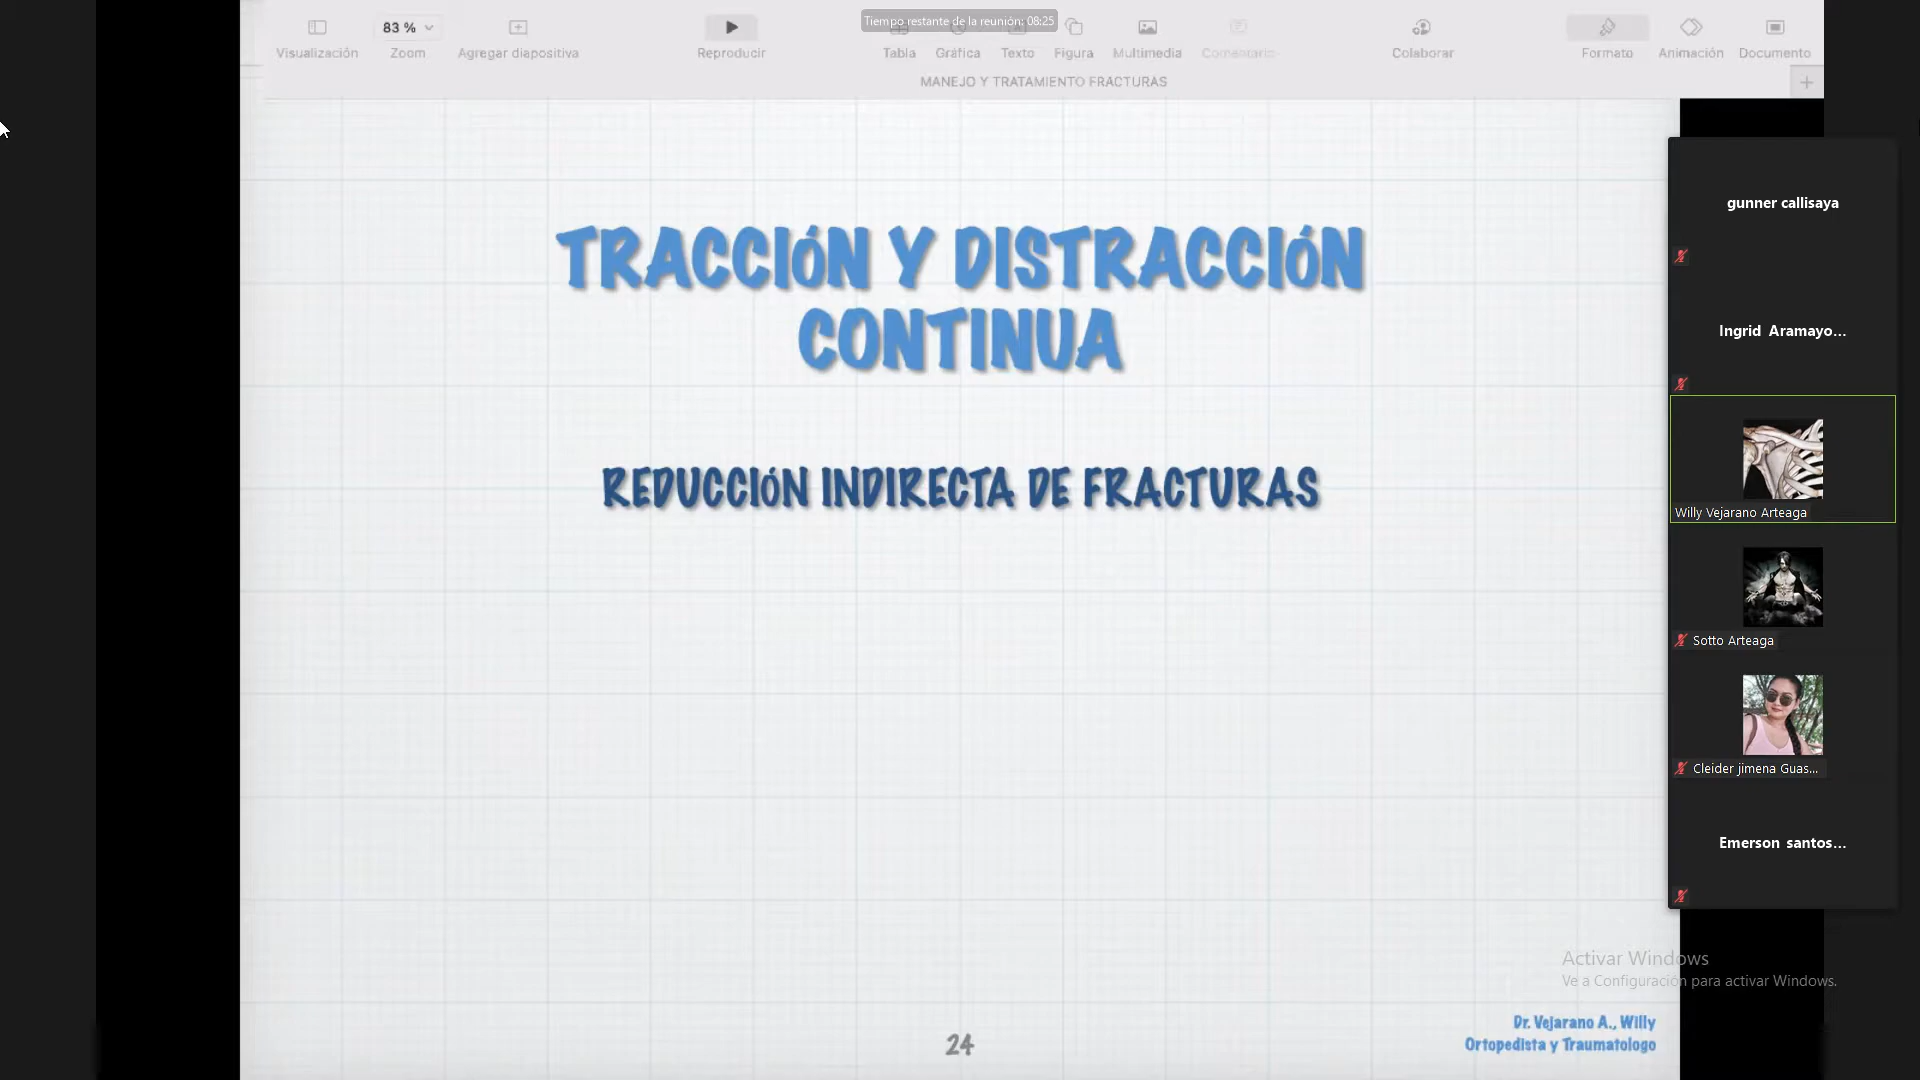 Tiempo restante de la reunión: 08:25
83 %
Visualización
Zoom
Agregar diapositiva
Reproducir
Tabla
Gráfica
Texto
Figura
Multimedia
Comentario
Colaborar
Formato
Animación
Documento
MANEJO Y TRATAMIENTO FRACTURAS
TRACCIÓN Y DISTRACCIÓN
CONTINUA
REDUCCIÓN INDIRECTA DE FRACTURAS
gunner callisaya
Ingrid Aramayo...
Willy Vejarano Arteaga
Sotto Arteaga
Cleider jimena Guas...
Emerson santos...
Activar Windows
Ve a Configuración para activar Windows.
24
Dr. Vejarano A., Willy
Ortopedista y Traumatologo